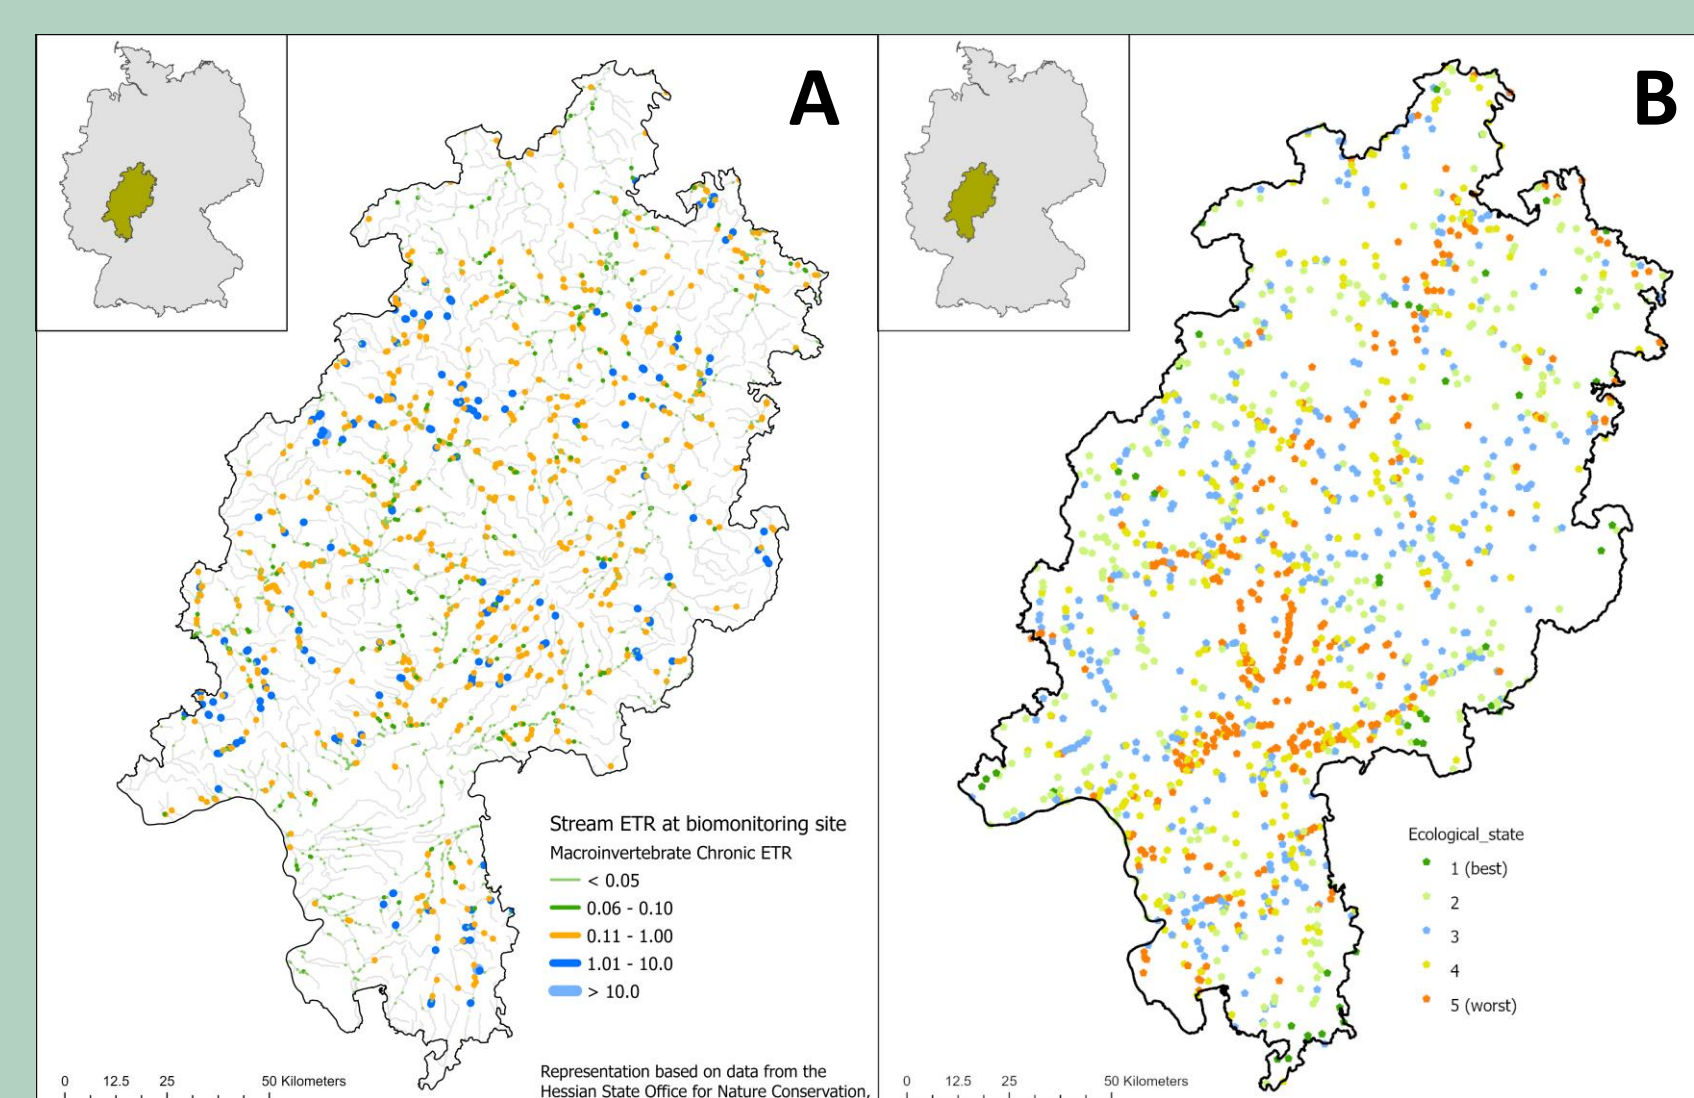 A
Stream ETR at biomonitoring site
Macroinvertebrate Chronic ETR
< 0.05
0.06 - 0.10
0.11 - 1.00
1.01 - 10.0
> 10.0
0 12.5 25 50 Kilometers
Representation based on data from the
Hessian State Office for Nature Conservation,
B
Ecological_state
1 (best)
2
3
4
5 (worst)
0 12.5 25 50 Kilometers